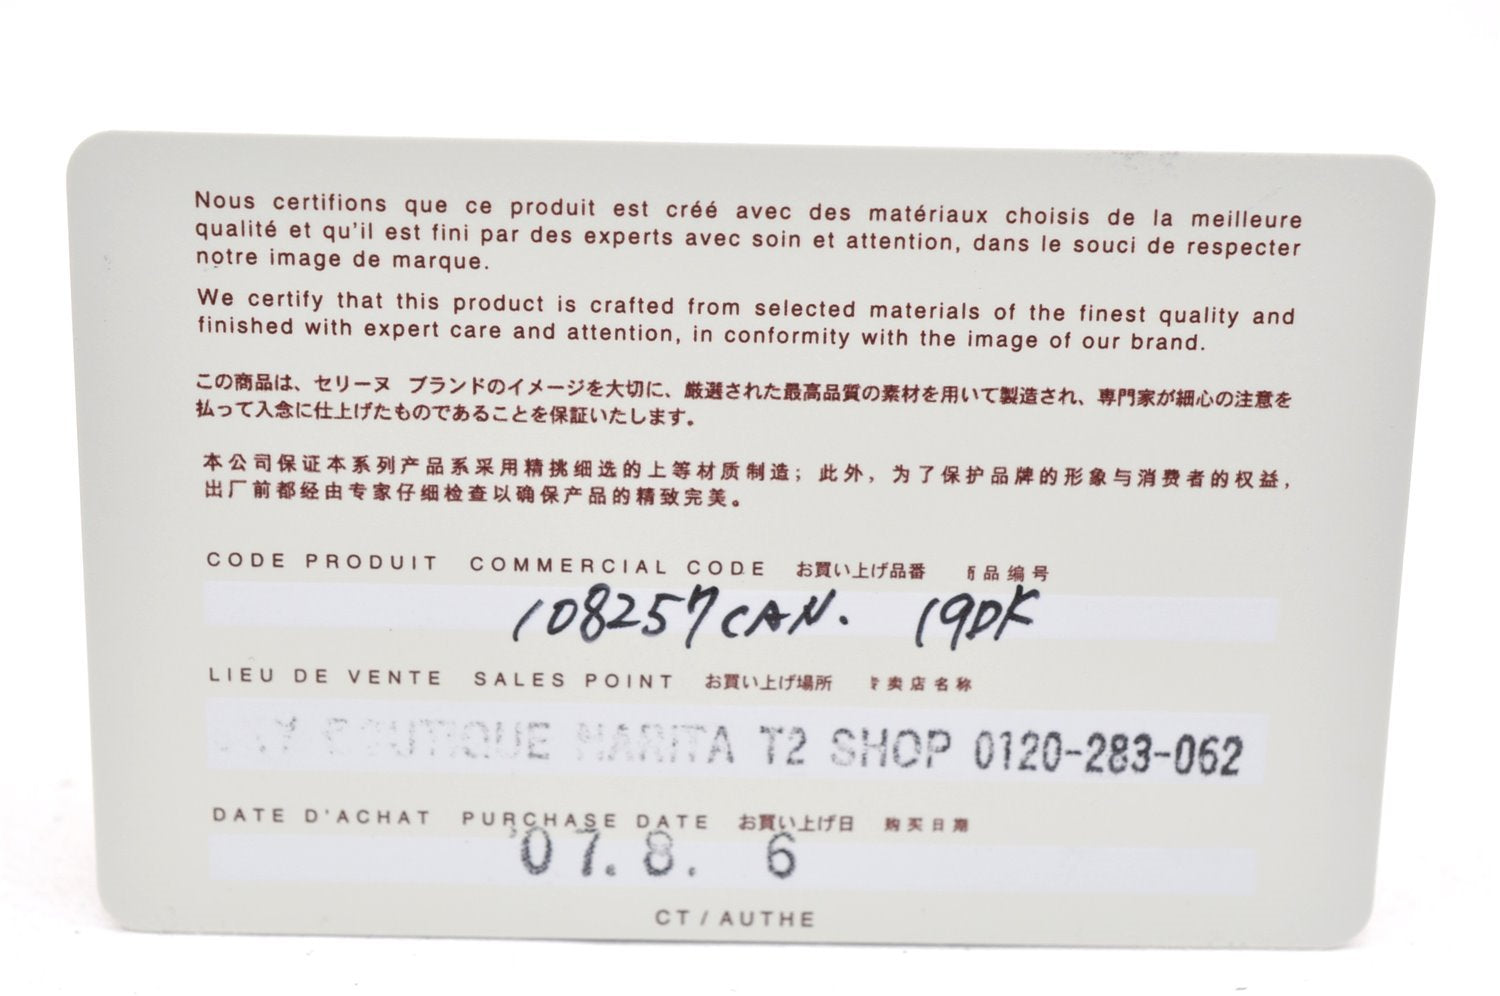 Nous certifions que ce produit est créé avec des matériaux choisis de la meilleure
qualité et qu'il est fini par des experts avec soin et attention, dans le souci de respecter
notre image de marque.
We certify that this product is crafted from selected materials of the finest quality and
finished with expert care and attention, in conformity with the image of our brand.
この商品は、セリーヌ ブランドのイメージを大切に、厳選された最高品質の素材を用いて製造され、専門家が細心の注意を
払って入念に仕上げたものであることを保証いたします。
本公司保证本系列产品系采用精挑细选的上等材质制造；此外，为了保护品牌的形象与消费者的权益，
出厂前都经由专家仔细检查以确保产品的精致完美。
CODE PRODUIT COMMERCIAL CODE お買い上げ品番 品编号
108257CAN. 19DK
LIEU DE VENTE SALES POINT お買い上げ場所 卖店名称
BOUTIQUE NARITA T2 SHOP 0120-283-062
DATE D'ACHAT PURCHASE DATE お買い上げ日 购买日期
'07. 8. 6
CT / AUTHE